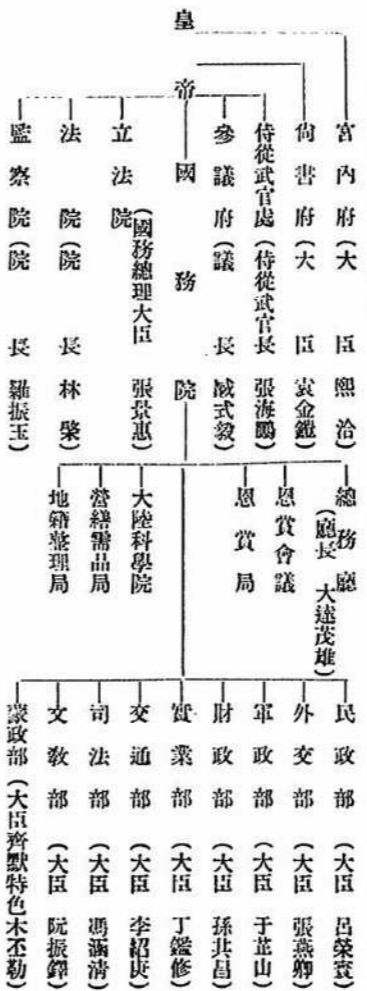 皇帝
宮內府(大臣 熙洽)
尙書府(大臣 袁金鎧)
侍從武官處(侍從武官長 張海鵬)
參議府(議長 臧式毅)
國務院
(國務總理大臣 張景惠)
立法院
法院(院長 林棨)
監察院(院長 羅振玉)
總務廳
(廳長 大達茂雄)
恩賞會議
恩賞局
大陸科學院
營繕需品局
地籍整理局
民政部(大臣 呂榮寰)
外交部(大臣 張燕卿)
軍政部(大臣 于芷山)
財政部(大臣 孫其昌)
實業部(大臣 丁鑑修)
交通部(大臣 李紹庚)
司法部(大臣 馮涵淸)
文敎部(大臣 阮振鐸)
蒙政部(大臣 齊默特色木丕勒)